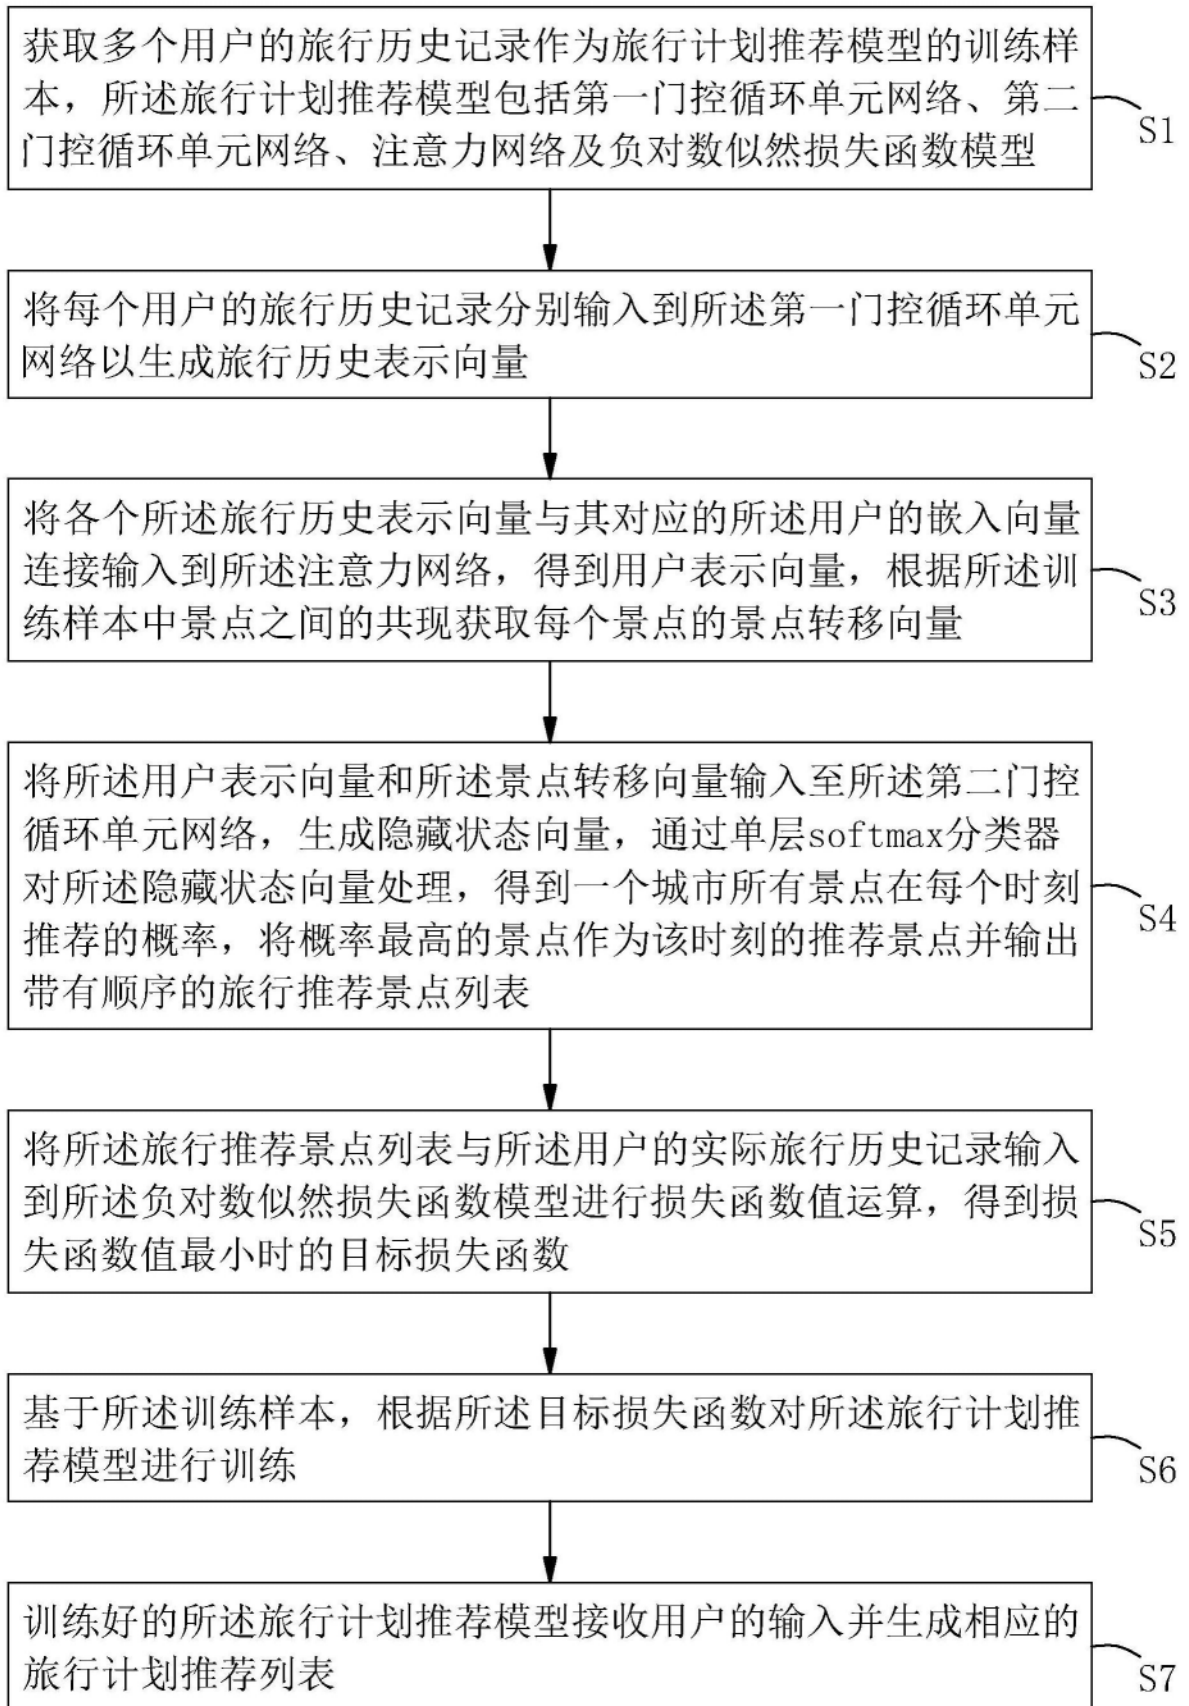 获取多个用户的旅行历史记录作为旅行计划推荐模型的训练样
本，所述旅行计划推荐模型包括第一门控循环单元网络、第二
门控循环单元网络、注意力网络及负对数似然损失函数模型
S1
将每个用户的旅行历史记录分别输入到所述第一门控循环单元
网络以生成旅行历史表示向量
S2
将各个所述旅行历史表示向量与其对应的所述用户的嵌入向量
连接输入到所述注意力网络，得到用户表示向量，根据所述训
练样本中景点之间的共现获取每个景点的景点转移向量
S3
将所述用户表示向量和所述景点转移向量输入至所述第二门控
循环单元网络，生成隐藏状态向量，通过单层softmax分类器
对所述隐藏状态向量处理，得到一个城市所有景点在每个时刻
推荐的概率，将概率最高的景点作为该时刻的推荐景点并输出
带有顺序的旅行推荐景点列表
S4
将所述旅行推荐景点列表与所述用户的实际旅行历史记录输入
到所述负对数似然损失函数模型进行损失函数值运算，得到损
失函数值最小时的目标损失函数
S5
基于所述训练样本，根据所述目标损失函数对所述旅行计划推
荐模型进行训练
S6
训练好的所述旅行计划推荐模型接收用户的输入并生成相应的
旅行计划推荐列表
S7